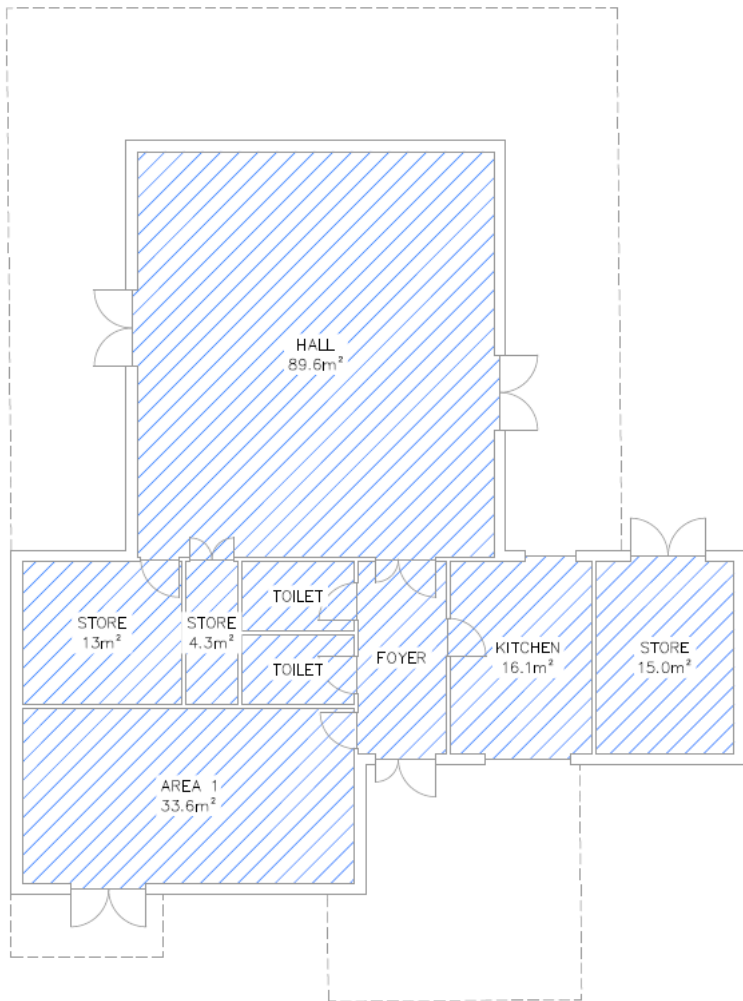 HALL
89.6m²
TOILET
STORE
13m²
STORE
4.3m²
TOILET
FOYER
KITCHEN
16.1m²
STORE
15.0m²
AREA 1
33.6m²